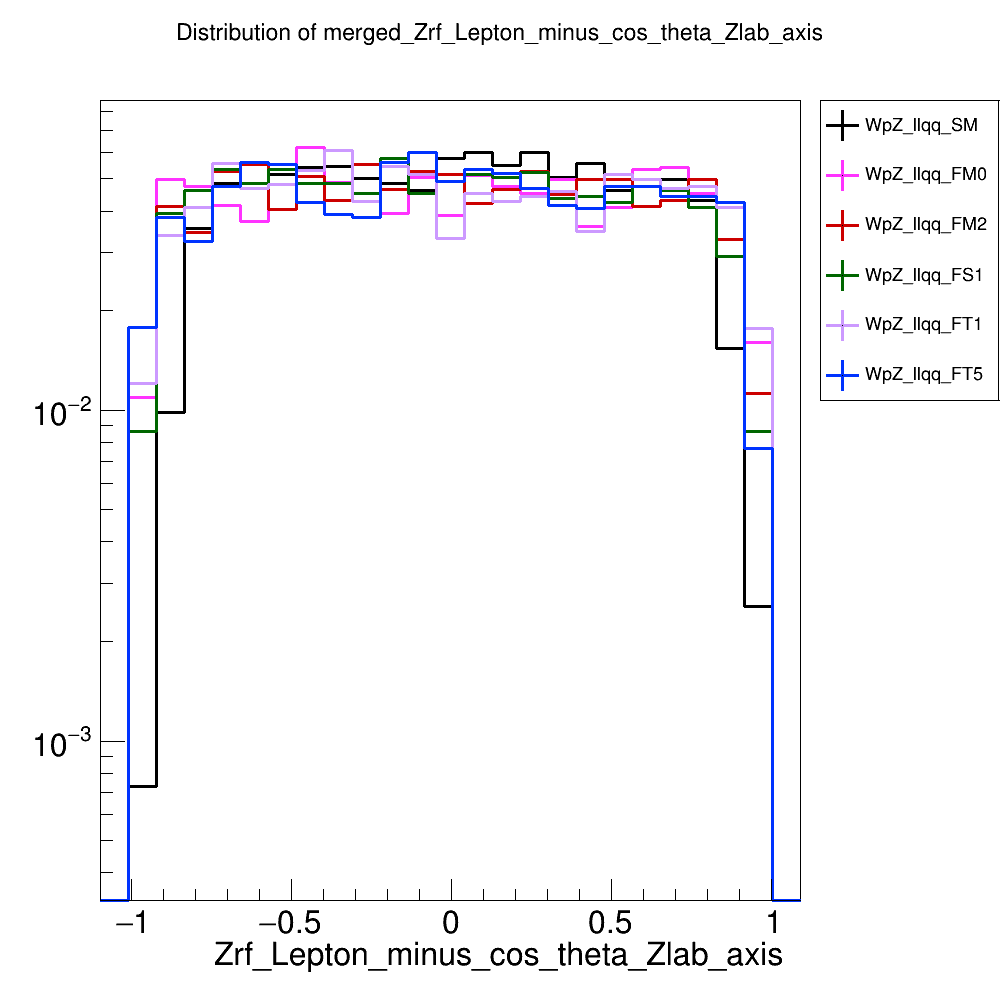 Distribution of merged_Zrf_Lepton_minus_cos_theta_Zlab_axis
WpZ_llqq_SM
WpZ_llqq_FM0
WpZ_llqq_FM2
WpZ_llqq_FS1
WpZ_llqq_FT1
WpZ_llqq_FT5
10−2
10−3
−1 −0.5 0 0.5 1
Zrf_Lepton_minus_cos_theta_Zlab_axis